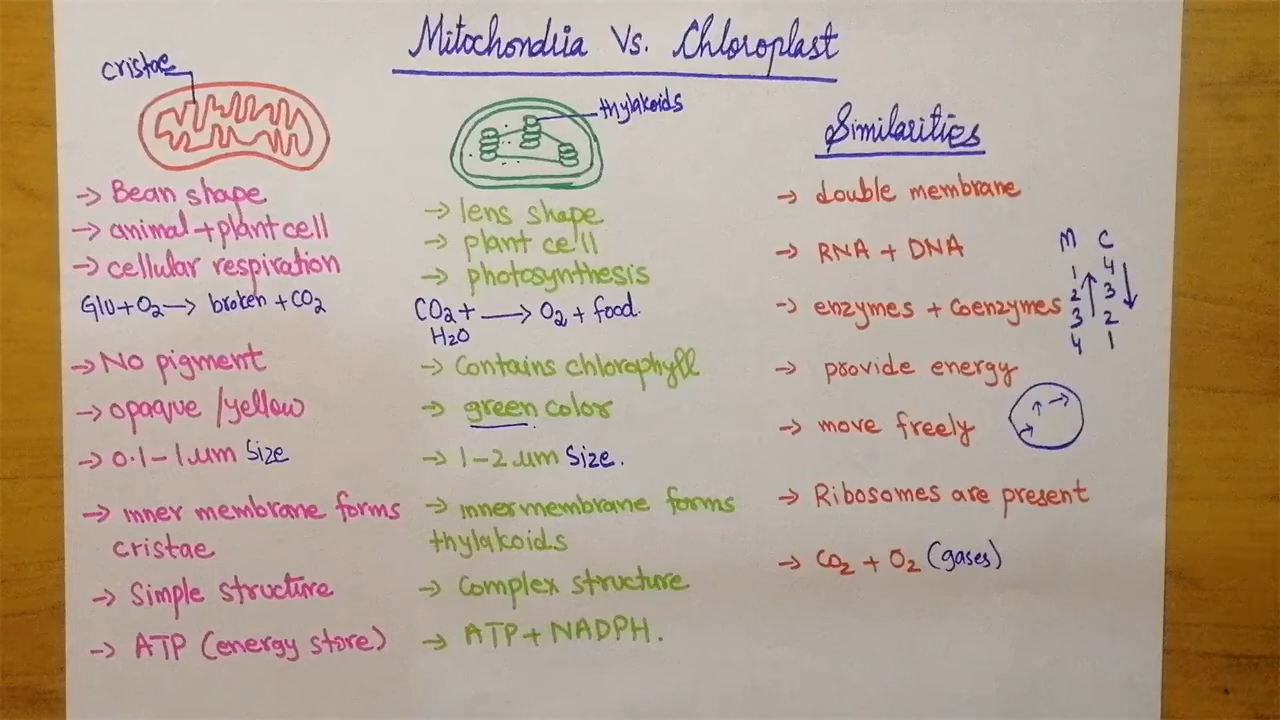 Mitochondria Vs. Chloroplast
cristae
→ Bean shape
→ animal + plant cell
→ cellular respiration
Glu + O2 → broken + CO2
→ No pigment
→ opaque / yellow
→ 0.1 – 1 μm Size
→ inner membrane forms
cristae
→ Simple structure
→ ATP (energy store)
thylakoids
→ lens shape
→ plant cell
→ photosynthesis
CO2 + → O2 + food.
H2O
→ Contains chlorophyll
→ green color
→ 1 – 2 μm Size.
→ inner membrane forms
thylakoids
→ Complex structure
→ ATP + NADPH.
Similarities
→ double membrane
→ RNA + DNA
→ enzymes + Coenzymes
→ provide energy
→ move freely
→ Ribosomes are present
→ CO2 + O2 (gases)
M C
1 4
2 3
3 2
4 1